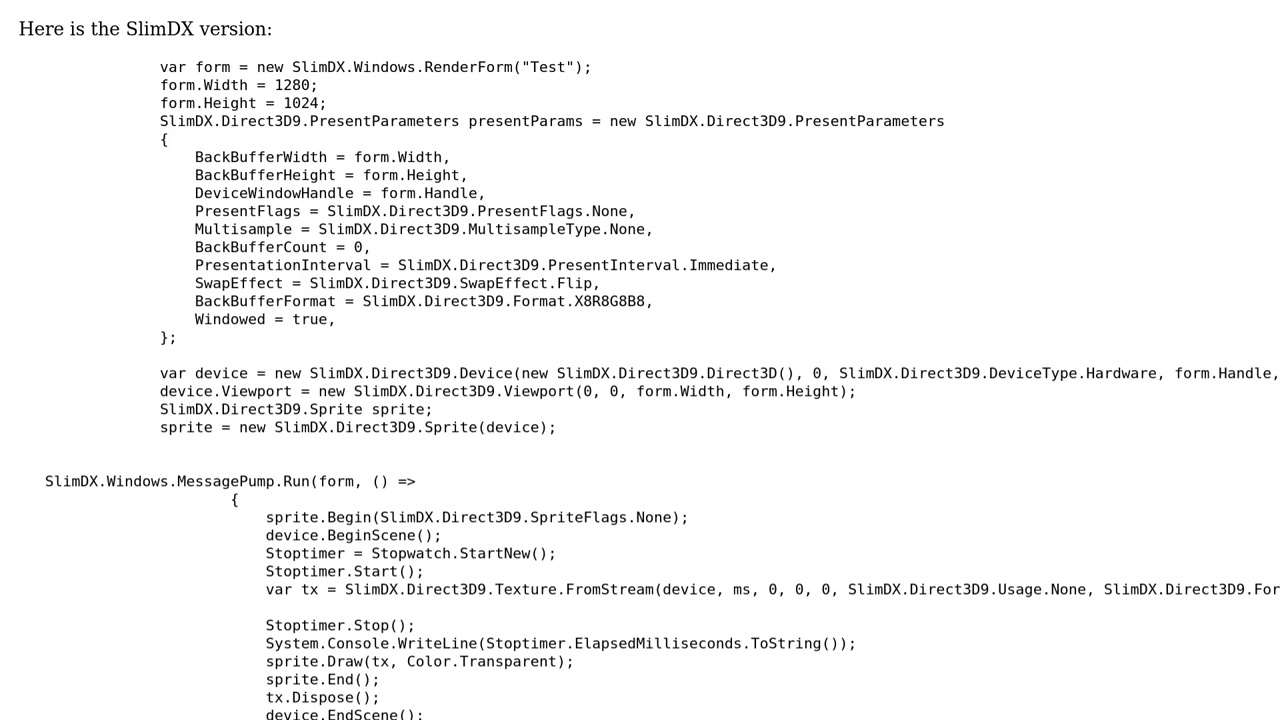 Here is the SlimDX version:
var form = new SlimDX.Windows.RenderForm("Test");
form.Width = 1280;
form.Height = 1024;
SlimDX.Direct3D9.PresentParameters presentParams = new SlimDX.Direct3D9.PresentParameters
{
BackBufferWidth = form.Width,
BackBufferHeight = form.Height,
DeviceWindowHandle = form.Handle,
PresentFlags = SlimDX.Direct3D9.PresentFlags.None,
Multisample = SlimDX.Direct3D9.MultisampleType.None,
BackBufferCount = 0,
PresentationInterval = SlimDX.Direct3D9.PresentInterval.Immediate,
SwapEffect = SlimDX.Direct3D9.SwapEffect.Flip,
BackBufferFormat = SlimDX.Direct3D9.Format.X8R8G8B8,
Windowed = true,
};
var device = new SlimDX.Direct3D9.Device(new SlimDX.Direct3D9.Direct3D(), 0, SlimDX.Direct3D9.DeviceType.Hardware, form.Handle,
device.Viewport = new SlimDX.Direct3D9.Viewport(0, 0, form.Width, form.Height);
SlimDX.Direct3D9.Sprite sprite;
sprite = new SlimDX.Direct3D9.Sprite(device);
SlimDX.Windows.MessagePump.Run(form, () =>
{
sprite.Begin(SlimDX.Direct3D9.SpriteFlags.None);
device.BeginScene();
Stoptimer = Stopwatch.StartNew();
Stoptimer.Start();
var tx = SlimDX.Direct3D9.Texture.FromStream(device, ms, 0, 0, 0, SlimDX.Direct3D9.Usage.None, SlimDX.Direct3D9.For
Stoptimer.Stop();
System.Console.WriteLine(Stoptimer.ElapsedMilliseconds.ToString());
sprite.Draw(tx, Color.Transparent);
sprite.End();
tx.Dispose();
device.EndScene();